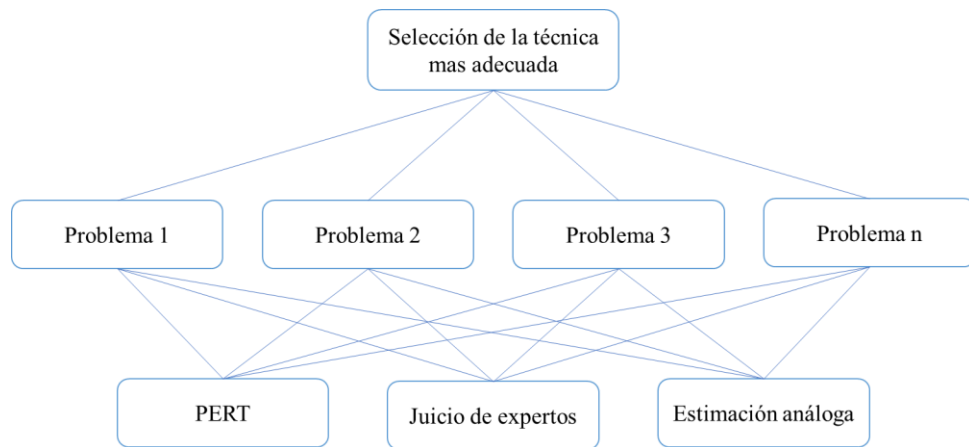 Selección de la técnica
mas adecuada
Problema 1
Problema 2
Problema 3
Problema n
PERT
Juicio de expertos
Estimación análoga